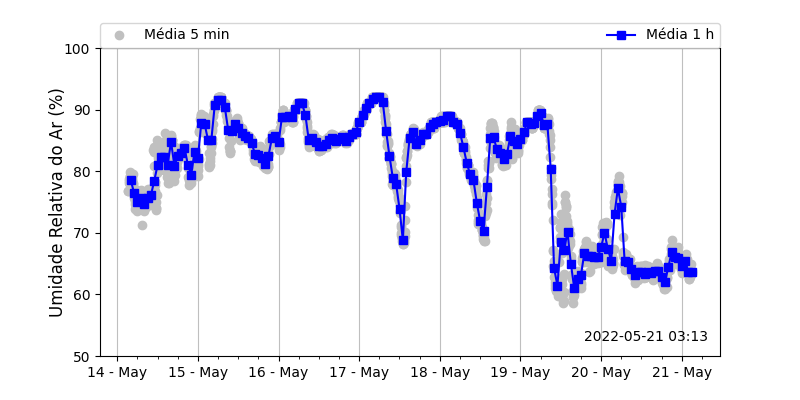 Média 5 min
Média 1 h
Umidade Relativa do Ar (%)
100
90
80
70
60
50
2022-05-21 03:13
14 - May
15 - May
16 - May
17 - May
18 - May
19 - May
20 - May
21 - May